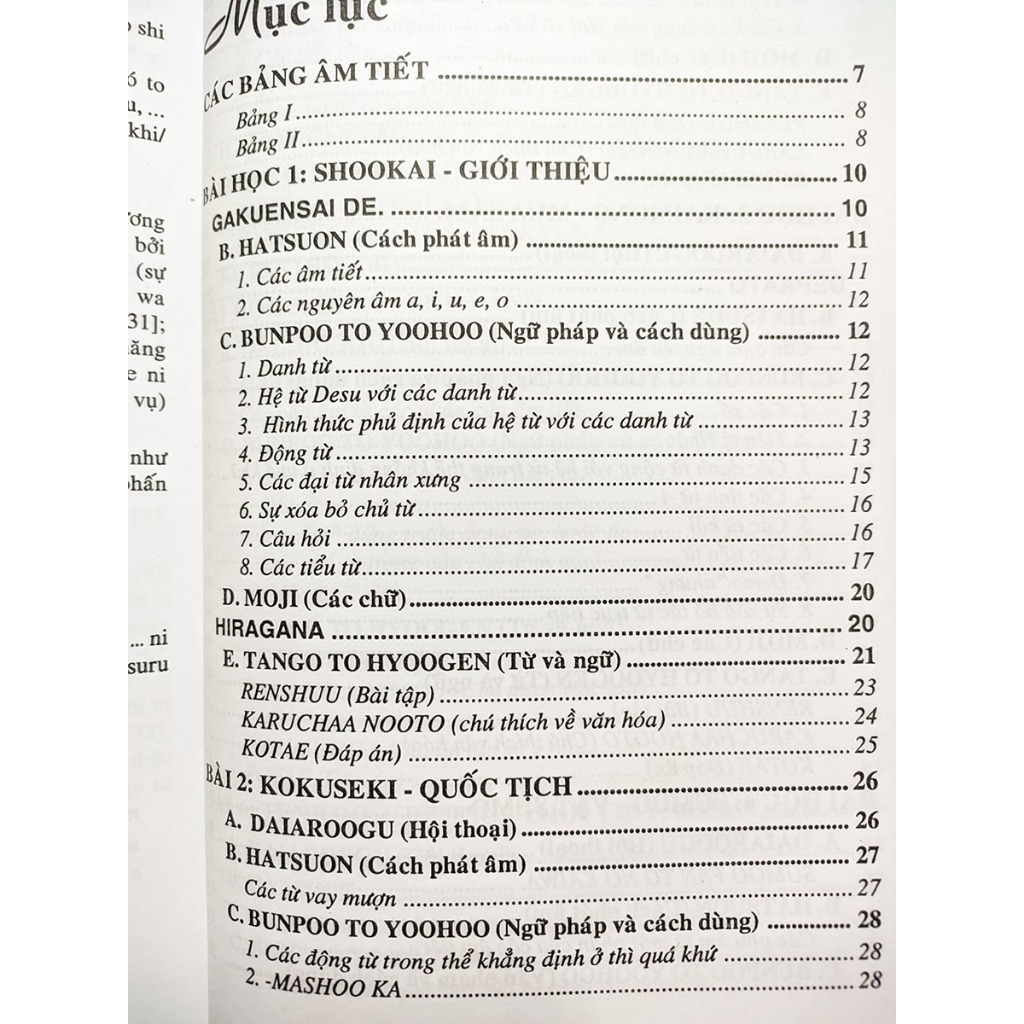 shi
to
u, ...
khi/
ương
bởi
(sự
wa
31];
ăng
e ni
vụ)
như
phấn
... ni
suru
Mục lục
CÁC BẢNG ÂM TIẾT ........ 7
Bảng I ........ 8
Bảng II ........ 8
BÀI HỌC 1: SHOOKAI - GIỚI THIỆU ........ 10
GAKUENSAI DE. ........ 10
B. HATSUON (Cách phát âm) ........ 11
1. Các âm tiết ........ 11
2. Các nguyên âm a, i, u, e, o ........ 12
C. BUNPOO TO YOOHOO (Ngữ pháp và cách dùng) ........ 12
1. Danh từ ........ 12
2. Hệ từ Desu với các danh từ ........ 12
3. Hình thức phủ định của hệ từ với các danh từ ........ 13
4. Động từ ........ 13
5. Các đại từ nhân xưng ........ 15
6. Sự xóa bỏ chủ từ ........ 16
7. Câu hỏi ........ 16
8. Các tiểu từ ........ 17
D. MOJI (Các chữ) ........ 20
HIRAGANA ........ 20
E. TANGO TO HYOOGEN (Từ và ngữ) ........ 21
RENSHUU (Bài tập) ........ 23
KARUCHAA NOOTO (chú thích về văn hóa) ........ 24
KOTAE (Đáp án) ........ 25
BÀI 2: KOKUSEKI - QUỐC TỊCH ........ 26
A. DAIAROOGU (Hội thoại) ........ 26
B. HATSUON (Cách phát âm) ........ 27
Các từ vay mượn ........ 27
C. BUNPOO TO YOOHOO (Ngữ pháp và cách dùng) ........ 28
1. Các động từ trong thể khẳng định ở thì quá khứ ........ 28
2. -MASHOO KA ........ 28